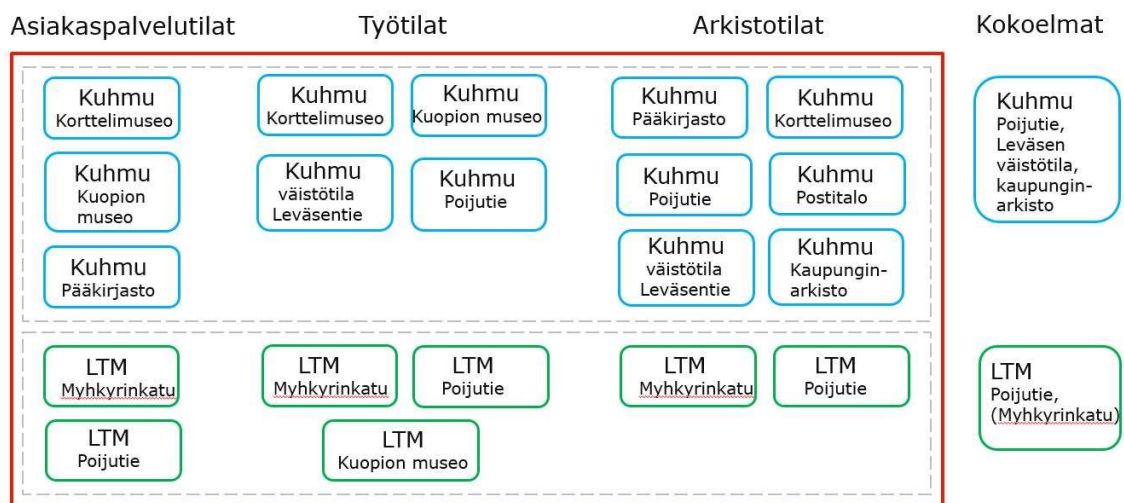 Asiakaspalvelutilat
Työtilat
Arkistotilat
Kokoelmat
Kuhmu
Korttelimuseo
Kuhmu
Kuopion
museo
Kuhmu
Pääkirjasto
Kuhmu
Korttelimuseo
Kuhmu
Kuopion museo
Kuhmu
väistötila
Leväsentie
Kuhmu
Poijutie
Kuhmu
Pääkirjasto
Kuhmu
Korttelimuseo
Kuhmu
Poijutie
Kuhmu
Postitalo
Kuhmu
väistötila
Leväsentie
Kuhmu
Kaupungin-
arkisto
Kuhmu
Poijutie,
Leväsen
väistötila,
kaupungin-
arkisto
LTM
Myhkyrinkatu
LTM
Poijutie
LTM
Myhkyrinkatu
LTM
Poijutie
LTM
Kuopion museo
LTM
Myhkyrinkatu
LTM
Poijutie
LTM
Poijutie,
(Myhkyrinkatu)